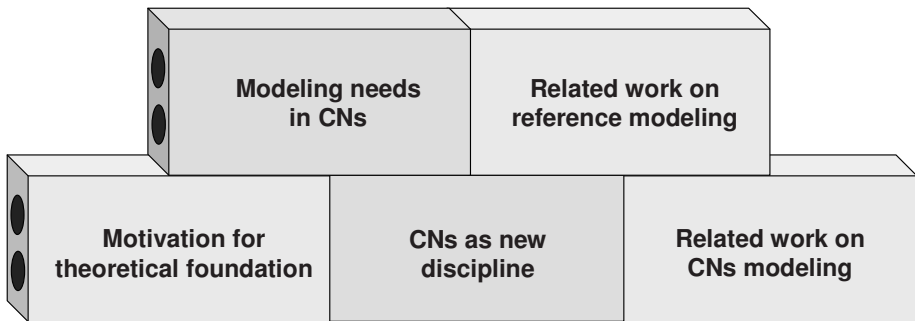 Modeling needs
in CNs
Related work on
reference modeling
Motivation for
theoretical foundation
CNs as new
discipline
Related work on
CNs modeling